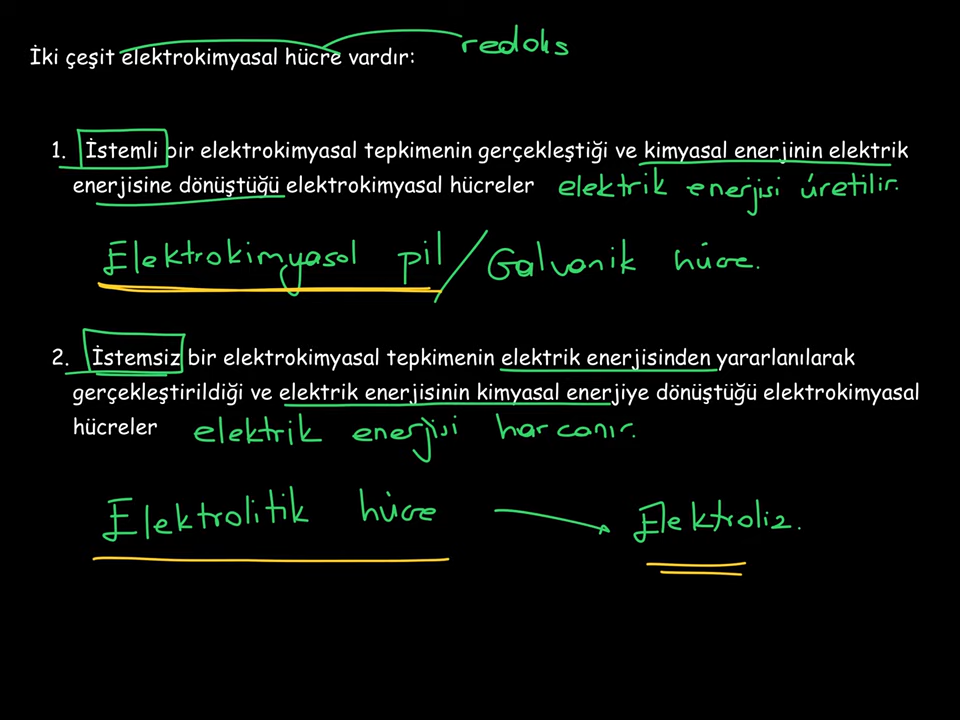 İki çeşit elektrokimyasal hücre vardır: redoks
1. İstemli bir elektrokimyasal tepkimenin gerçekleştiği ve kimyasal enerjinin elektrik
enerjisine dönüştüğü elektrokimyasal hücreler elektrik enerjisi üretilir.
Elektrokimyasal pil / Galvanik hücre.
2. İstemsiz bir elektrokimyasal tepkimenin elektrik enerjisinden yararlanılarak
gerçekleştirildiği ve elektrik enerjisinin kimyasal enerjiye dönüştüğü elektrokimyasal
hücreler elektrik enerjisi harcanır.
Elektrolitik hücre → Elektroliz.